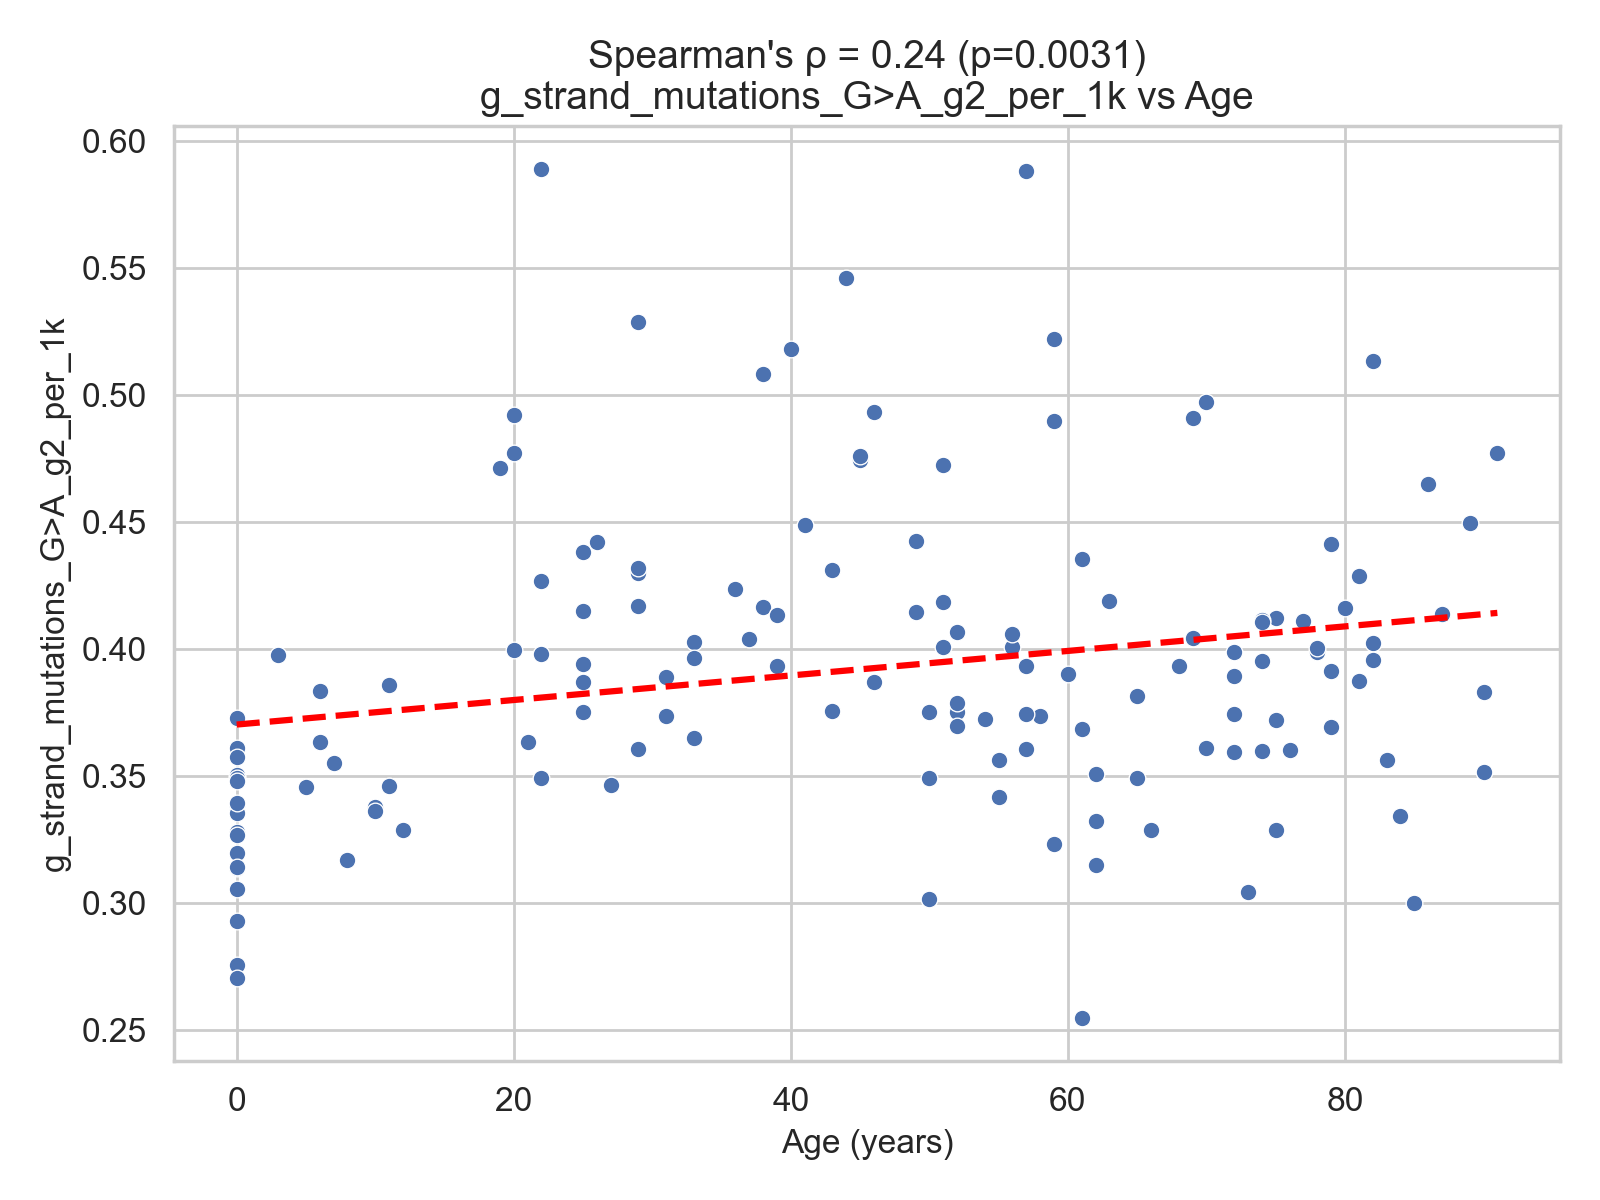 Spearman's ρ = 0.24 (p=0.0031)
g_strand_mutations_G>A_g2_per_1k vs Age
g_strand_mutations_G>A_g2_per_1k
0.60
0.55
0.50
0.45
0.40
0.35
0.30
0.25
0 20 40 60 80
Age (years)